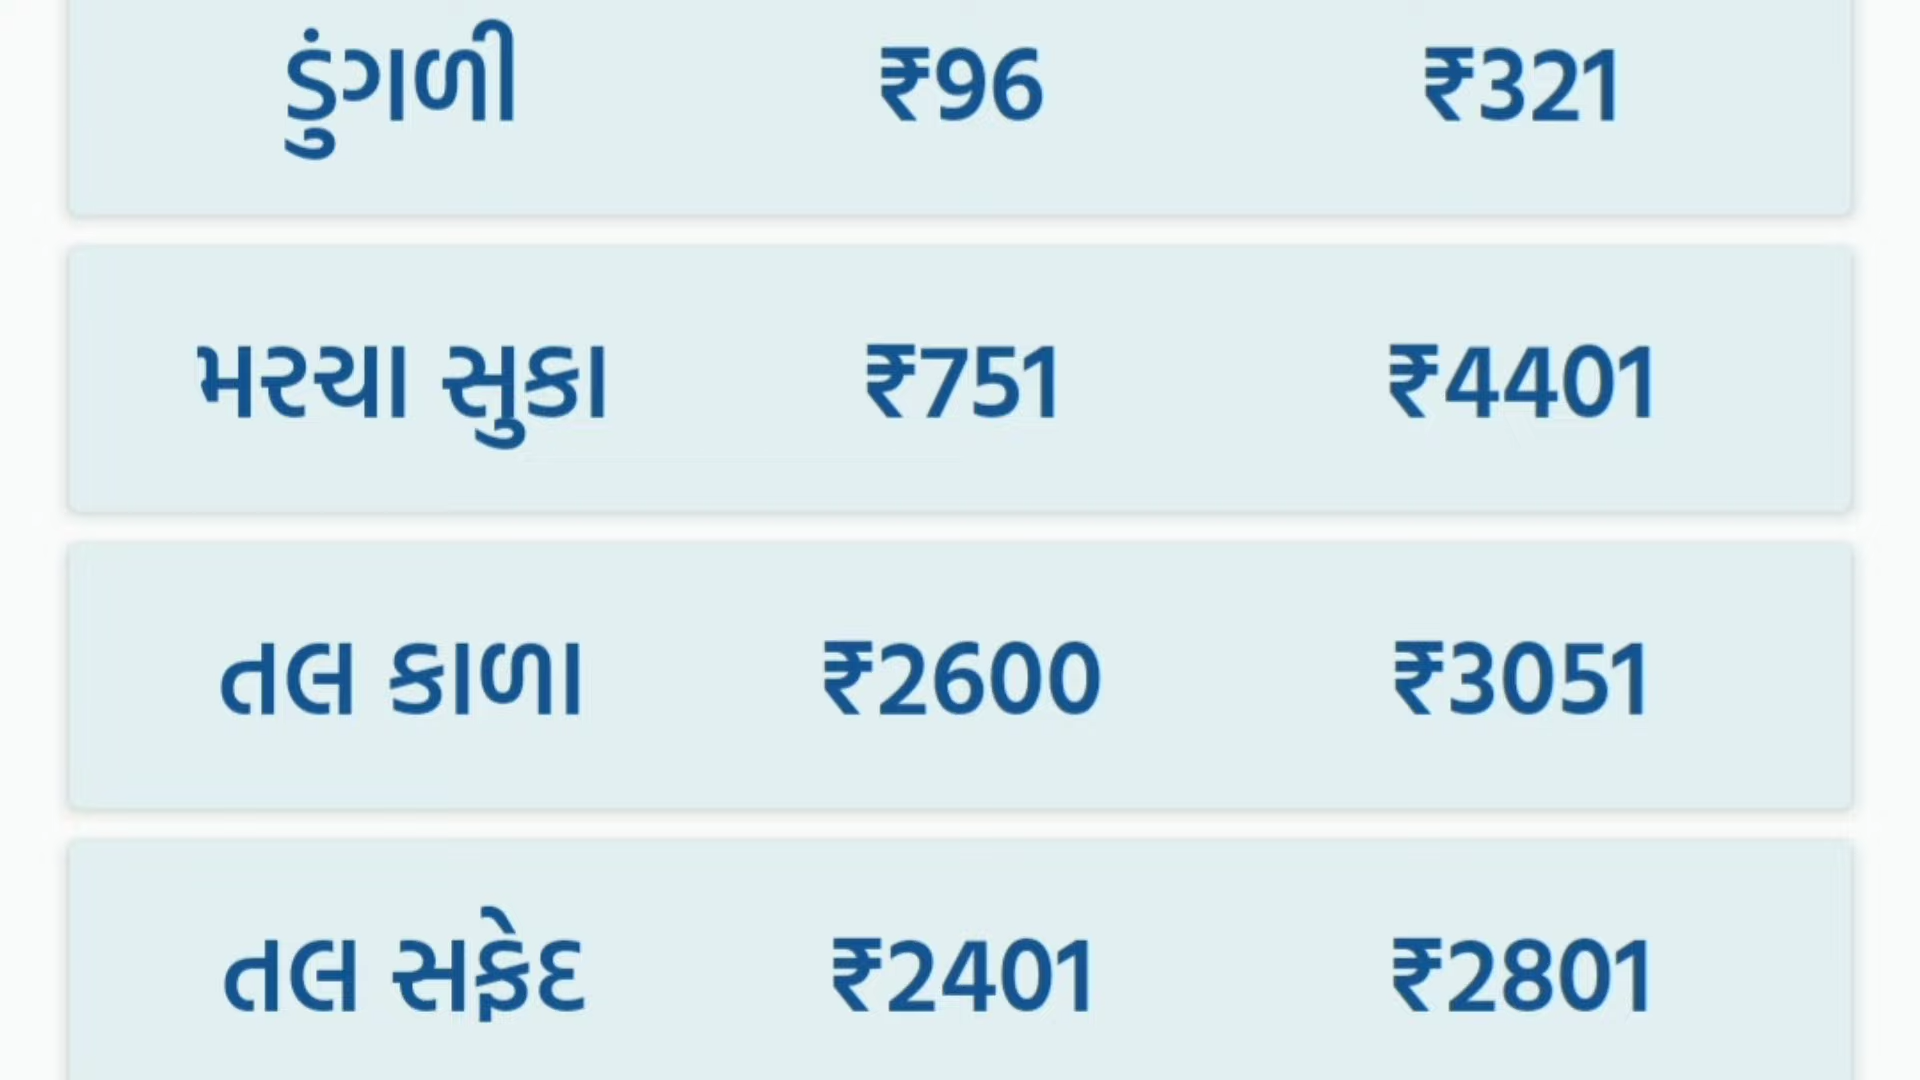 ડુંગળી ₹96 ₹321
મરચા સુકા ₹751 ₹4401
તલ કાળા ₹2600 ₹3051
તલ સફેદ ₹2401 ₹2801